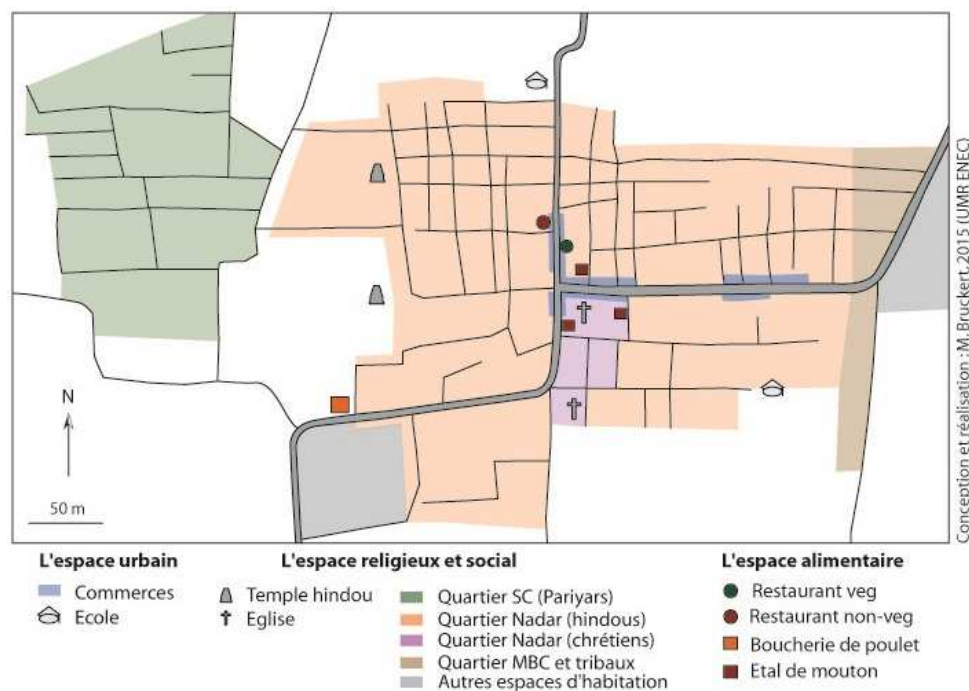 N
50 m
Conception et réalisation : M.Bruckert, 2015 (UMR ENEC)
L'espace urbain
Commerces
Ecole
L'espace religieux et social
Temple hindou
Eglise
Quartier SC (Pariyars)
Quartier Nadar (hindous)
Quartier Nadar (chrétiens)
Quartier MBC et tribaux
Autres espaces d'habitation
L'espace alimentaire
Restaurant veg
Restaurant non-veg
Boucherie de poulet
Etal de mouton